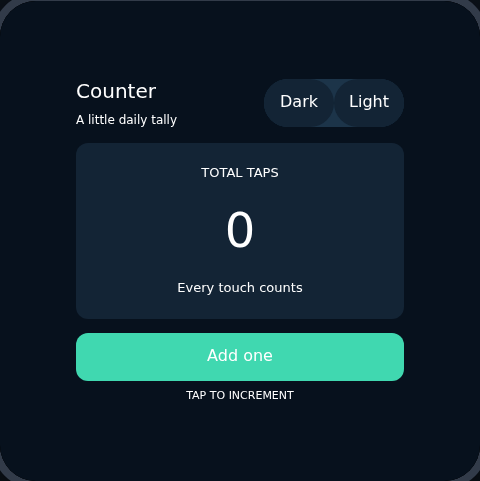 Counter
A little daily tally
Dark
Light
TOTAL TAPS
0
Every touch counts
Add one
TAP TO INCREMENT